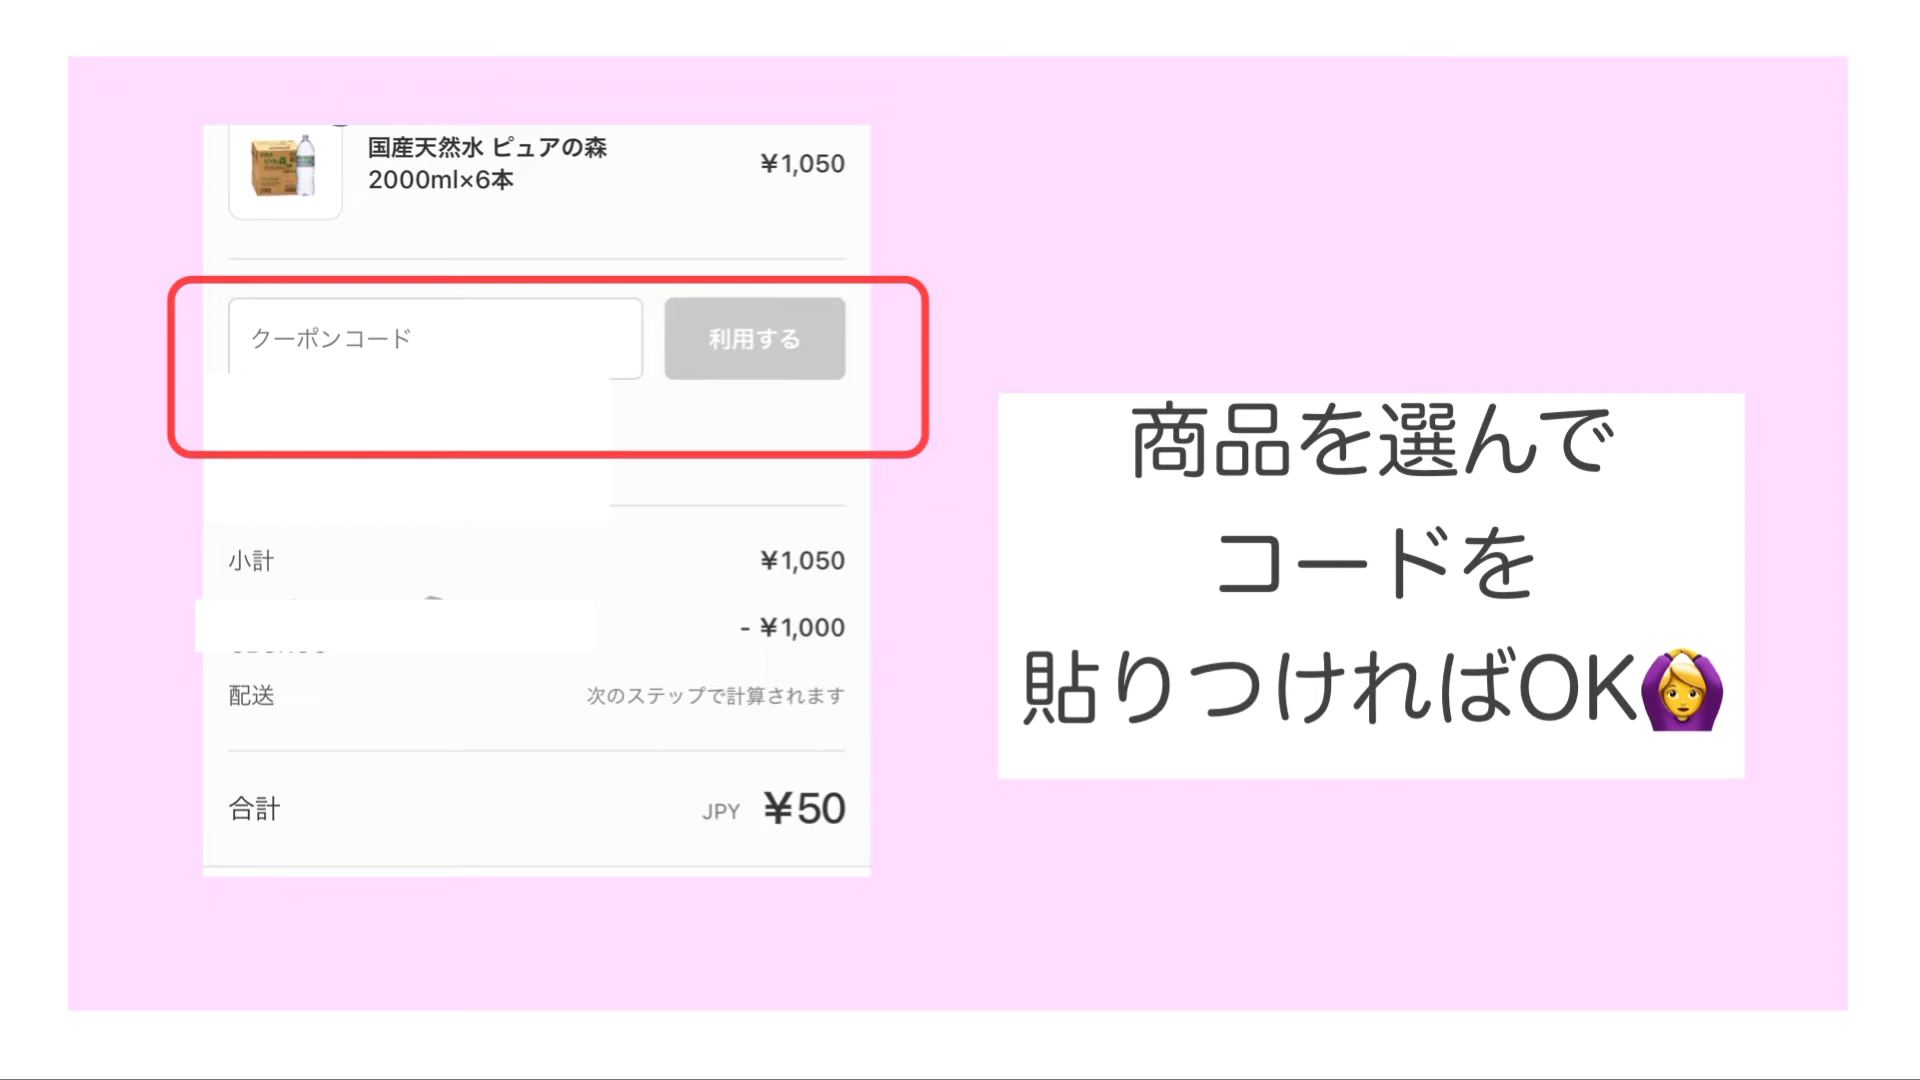 国産天然水 ピュアの森
2000ml×6本
¥1,050
クーポンコード
利用する
小計
¥1,050
- ¥1,000
配送
次のステップで計算されます
合計
JPY ¥50
商品を選んで
コードを
貼りつければOK🙆‍♀️